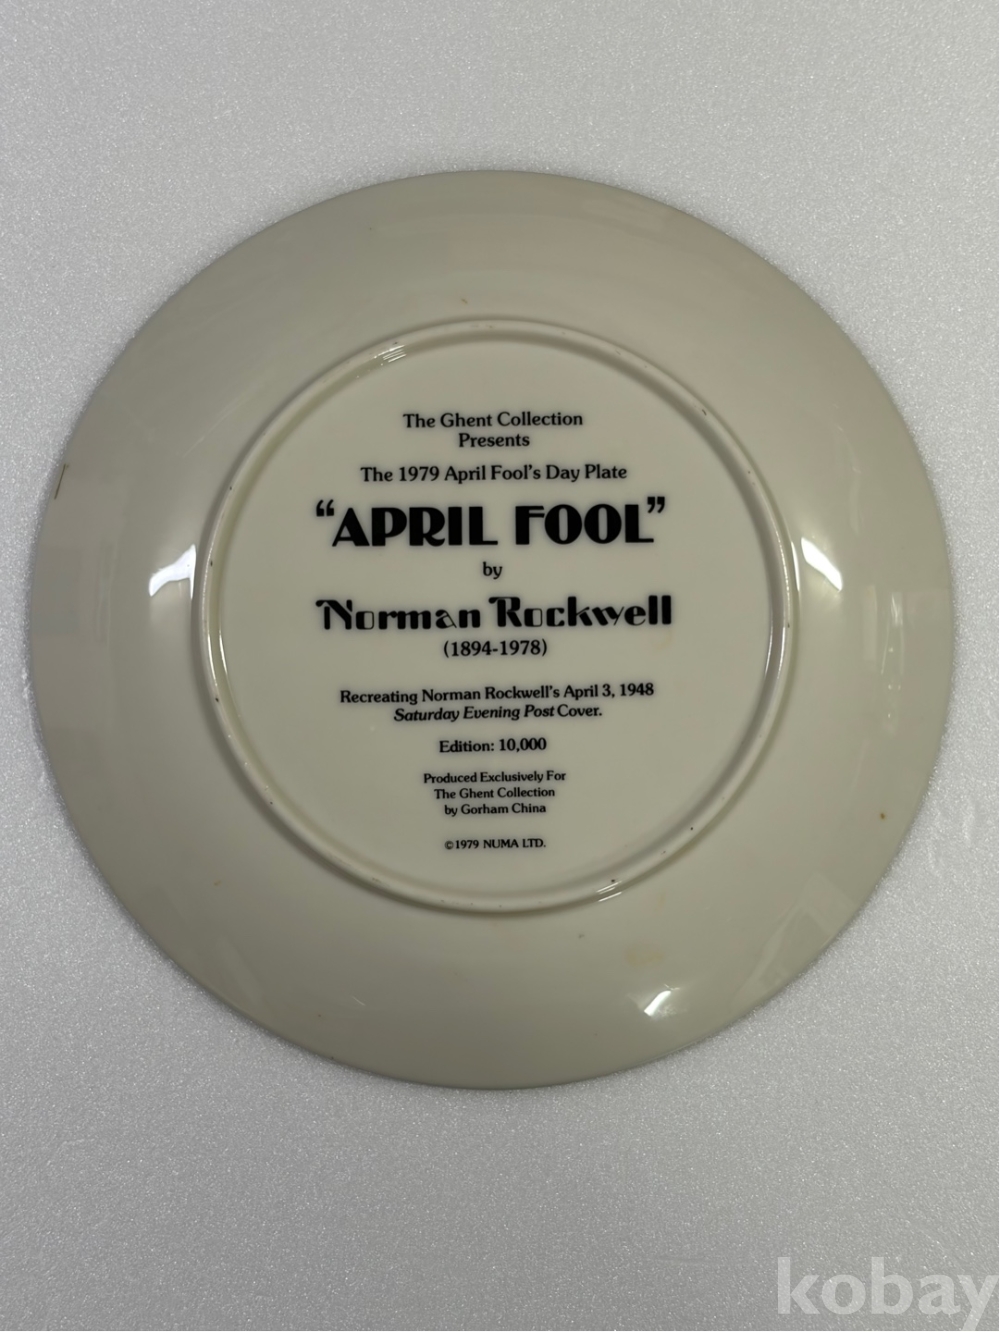 The Ghent Collection
Presents
The 1979 April Fool's Day Plate
“APRIL FOOL”
by
Norman Rockwell
(1894-1978)
Recreating Norman Rockwell's April 3, 1948
Saturday Evening Post Cover.
Edition: 10,000
Produced Exclusively For
The Ghent Collection
by Gorham China
©1979 NUMA LTD.
kobay